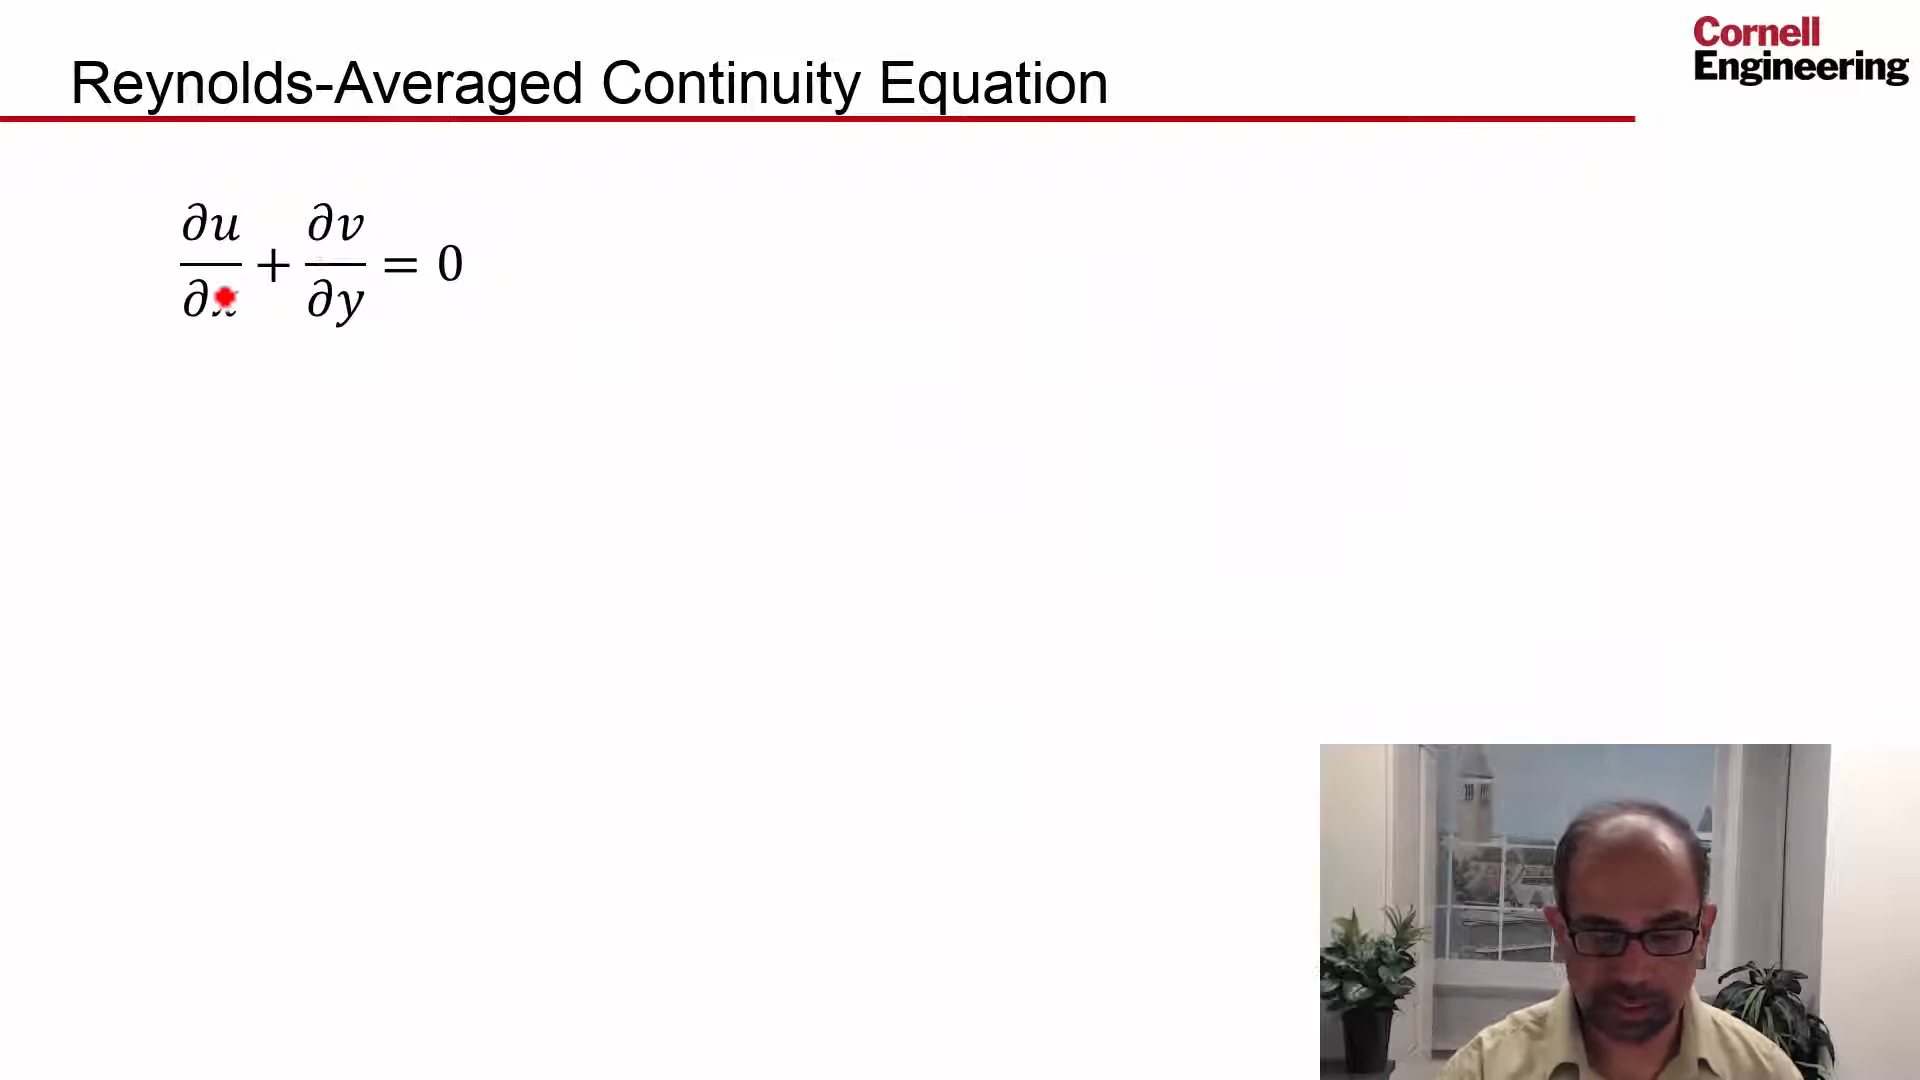 Cornell
Engineering
Reynolds-Averaged Continuity Equation
∂u/∂x + ∂v/∂y = 0